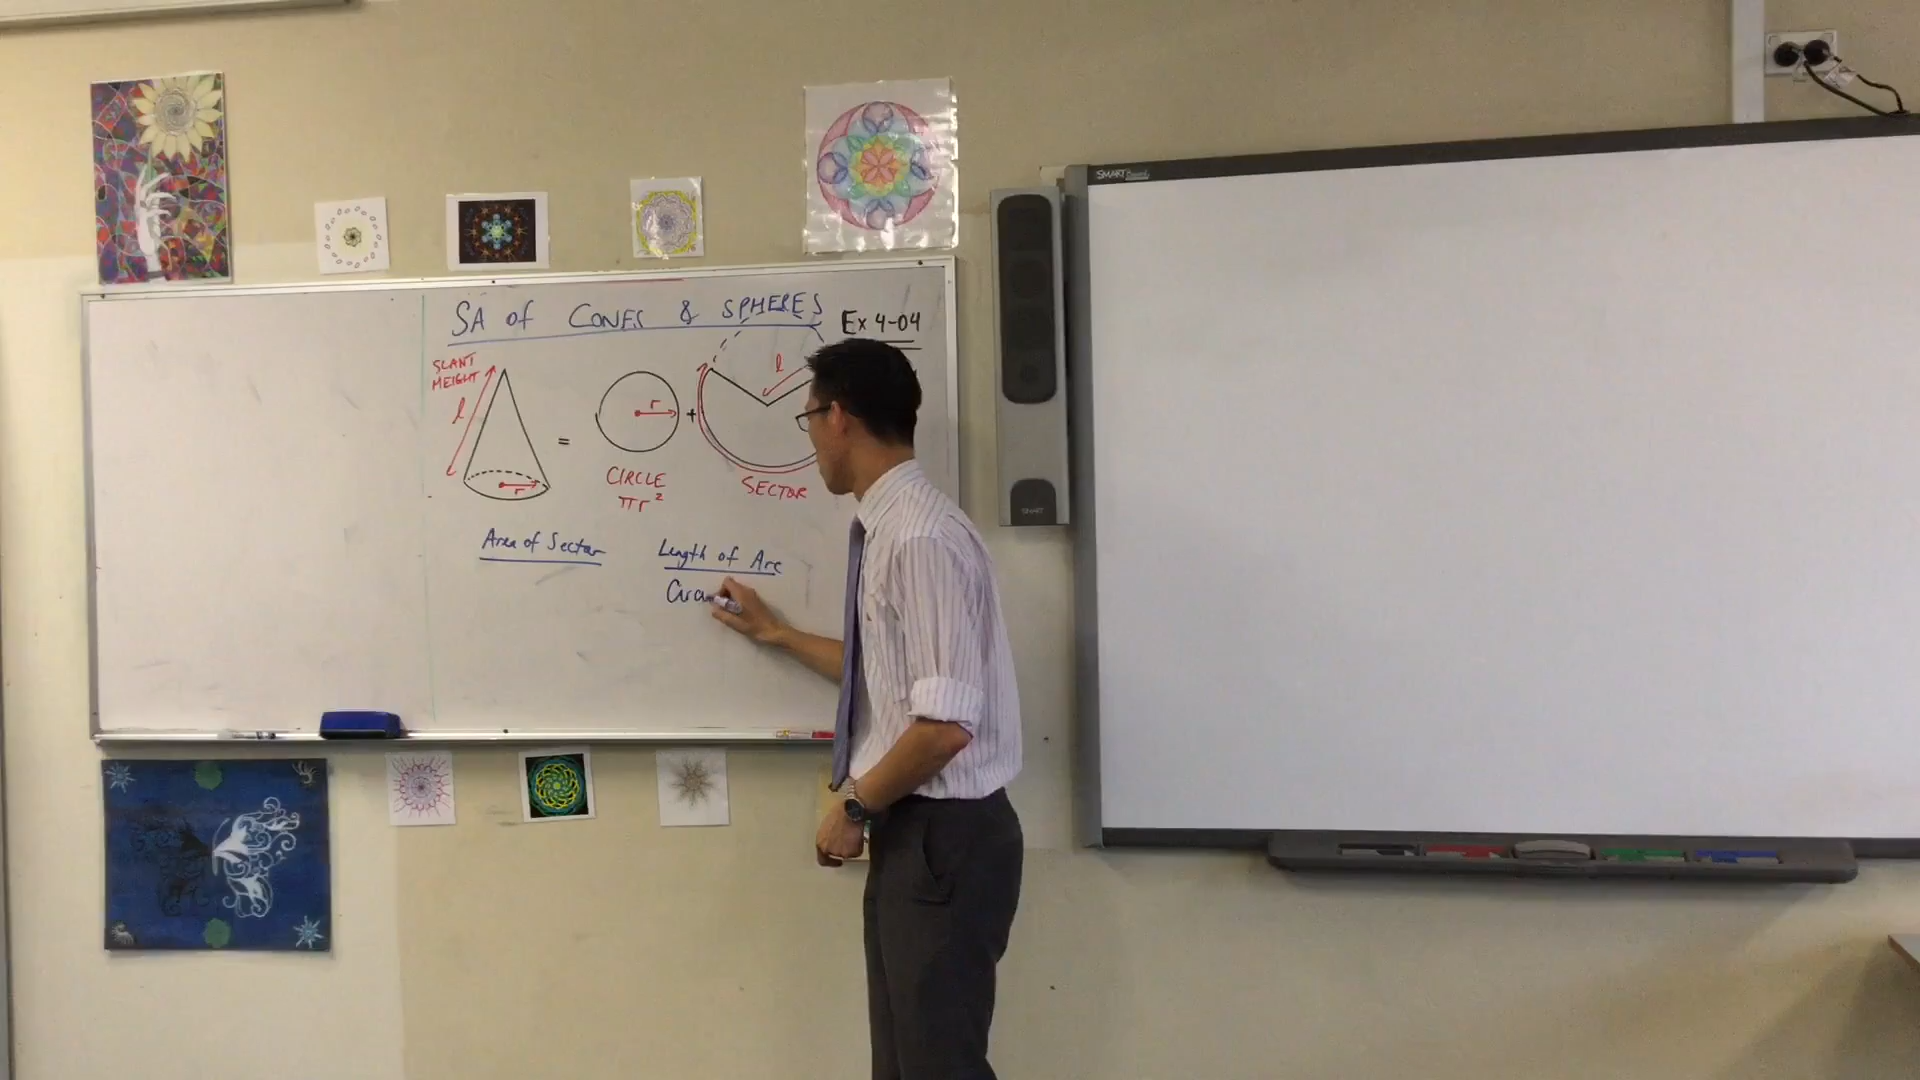 SMART Board
SA of CONES & SPHERES
Ex 4-04
SLANT
HEIGHT
l
r
=
r
+
l
CIRCLE
πr²
SECTOR
Area of Sector
Length of Arc
SMART